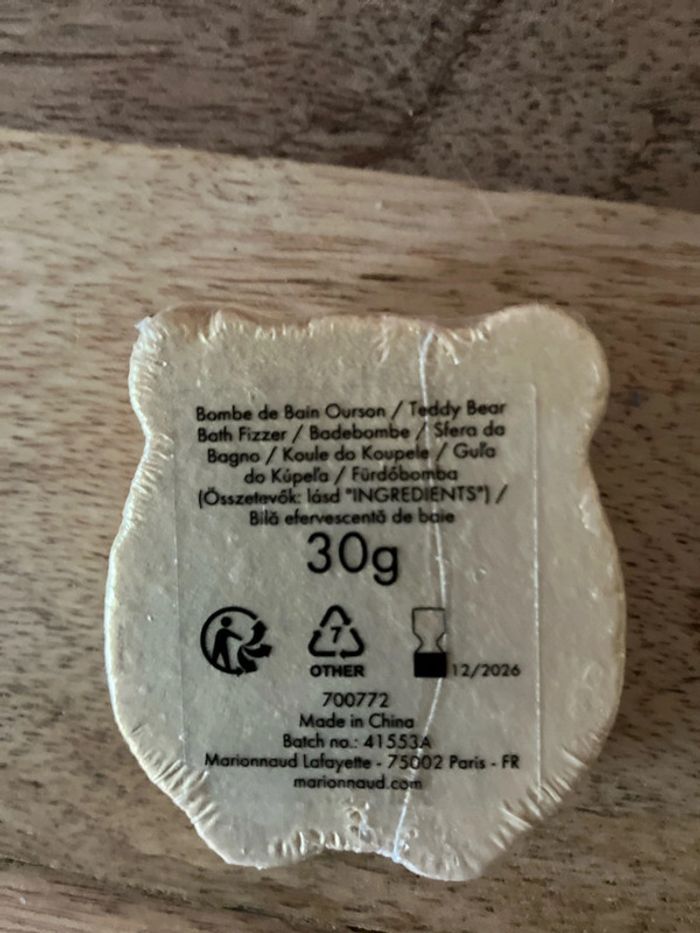 Bombe de Bain Ourson / Teddy Bear
Bath Fizzer / Badebombe / Sfera da
Bagno / Koule do Koupele / Guľa
do Kúpeľa / Fürdőbomba
(Összetevők: lásd "INGREDIENTS") /
Bilă efervescentă de baie
30g
7
OTHER
12/2026
700772
Made in China
Batch no.: 41553A
Marionnaud Lafayette - 75002 Paris - FR
marionnaud.com